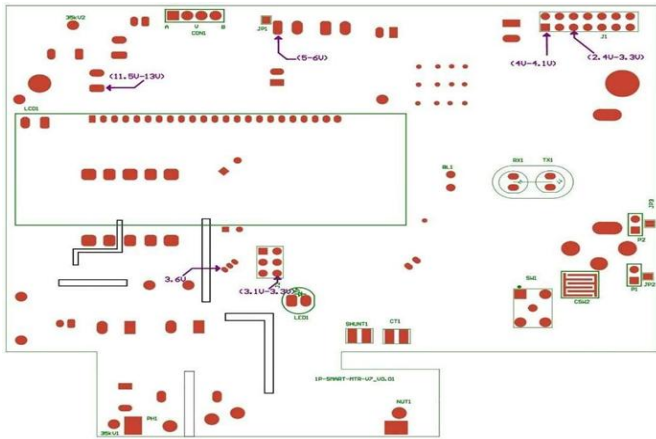 35kV2
A V B
CON1
JP1
J1
(5-6V)
(4V-4.1V)
(2.4V-3.3V)
(11.5V-13V)
LCD1
BL1
RX1 TX1
JP3
P2
3.6V
(3.1V-3.3V)
LED1
SW1
CSW2
P1
JP2
SHUNT1
CT1
1P-SMART-MTR-V7_V0.01
35kV1
PH1
NUT1